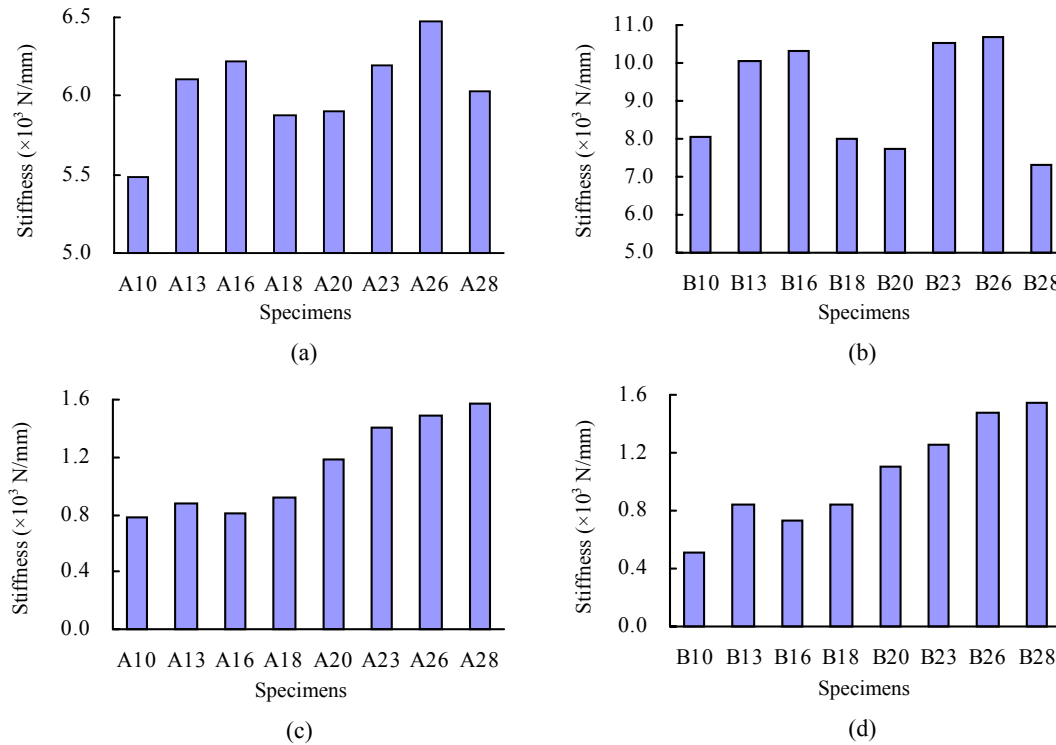 Stiffness (×10³ N/mm)
6.5
6.0
5.5
5.0
A10 A13 A16 A18 A20 A23 A26 A28
Specimens
(a)
Stiffness (×10³ N/mm)
11.0
10.0
9.0
8.0
7.0
6.0
5.0
B10 B13 B16 B18 B20 B23 B26 B28
Specimens
(b)
Stiffness (×10³ N/mm)
1.6
1.2
0.8
0.4
0.0
A10 A13 A16 A18 A20 A23 A26 A28
Specimens
(c)
Stiffness (×10³ N/mm)
1.6
1.2
0.8
0.4
0.0
B10 B13 B16 B18 B20 B23 B26 B28
Specimens
(d)